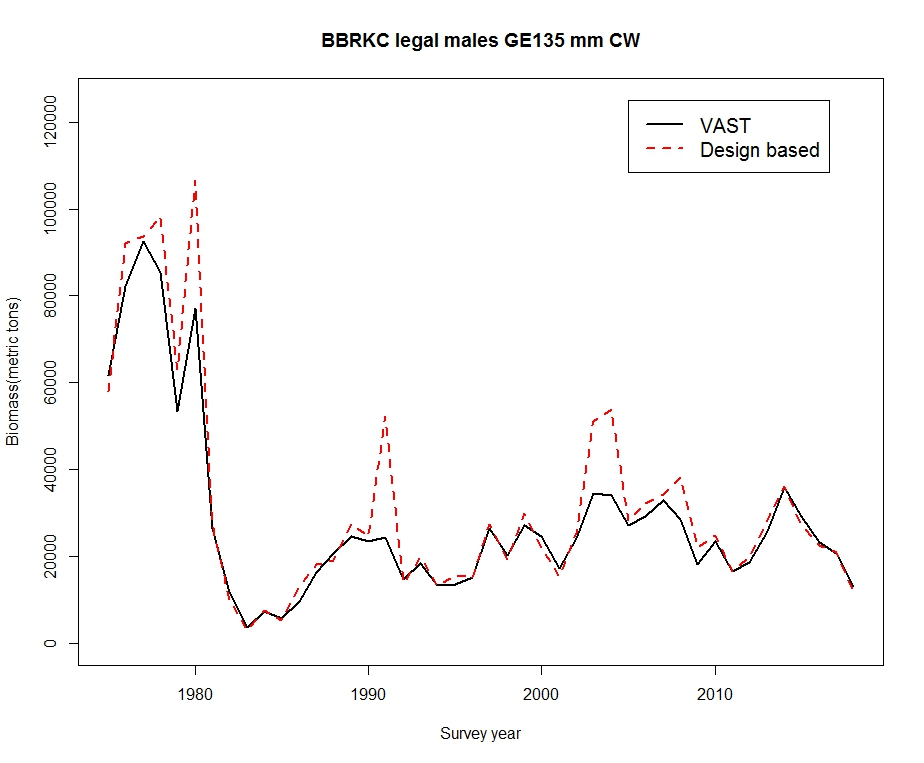 BBRKC legal males GE135 mm CW
VAST
Design based
Biomass(metric tons)
120000
100000
80000
60000
40000
20000
0
1980
1990
2000
2010
Survey year